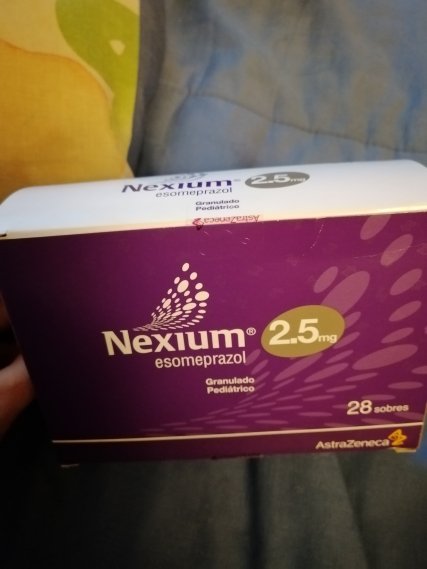 Nexium® 2.5mg
esomeprazol
Granulado
Pediátrico
AstraZeneca
Nexium® 2.5mg
esomeprazol
Granulado
Pediátrico
28 sobres
AstraZeneca